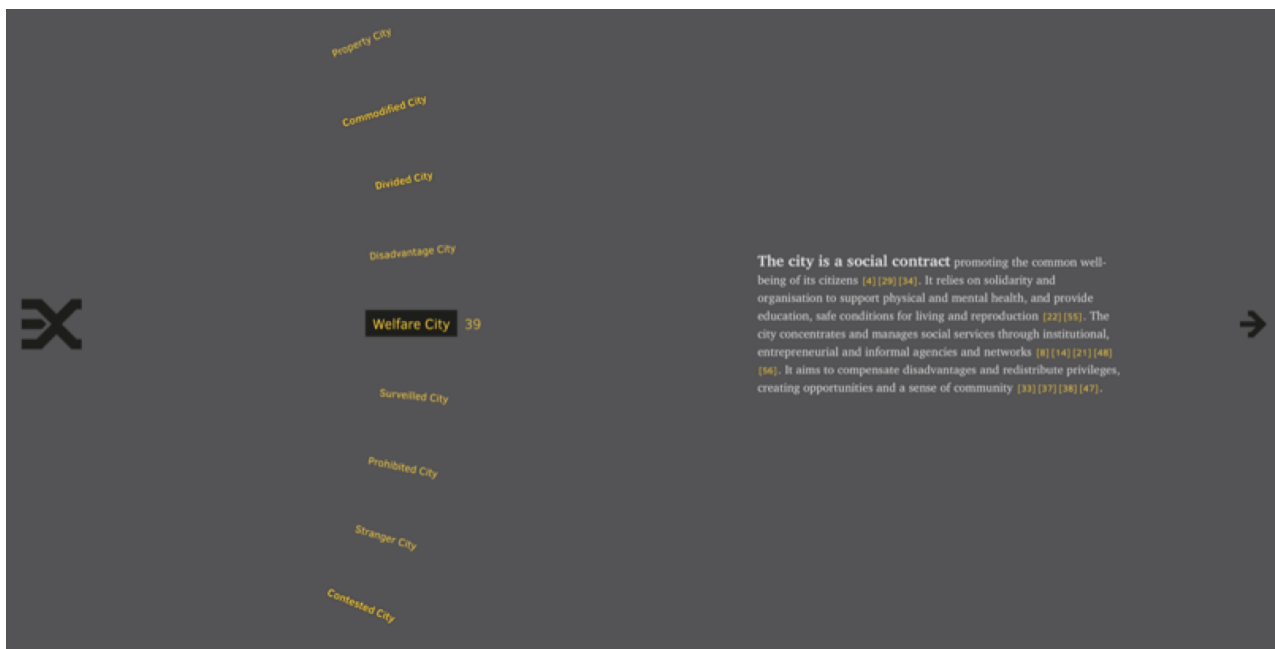 Property City
Commodified City
Divided City
Disadvantage City
Welfare City 39
Surveilled City
Prohibited City
Stranger City
Contested City
The city is a social contract promoting the common well-
being of its citizens [4] [29] [34]. It relies on solidarity and
organisation to support physical and mental health, and provide
education, safe conditions for living and reproduction [22] [55]. The
city concentrates and manages social services through institutional,
entrepreneurial and informal agencies and networks [8] [14] [21] [48]
[56]. It aims to compensate disadvantages and redistribute privileges,
creating opportunities and a sense of community [33] [37] [38] [47].